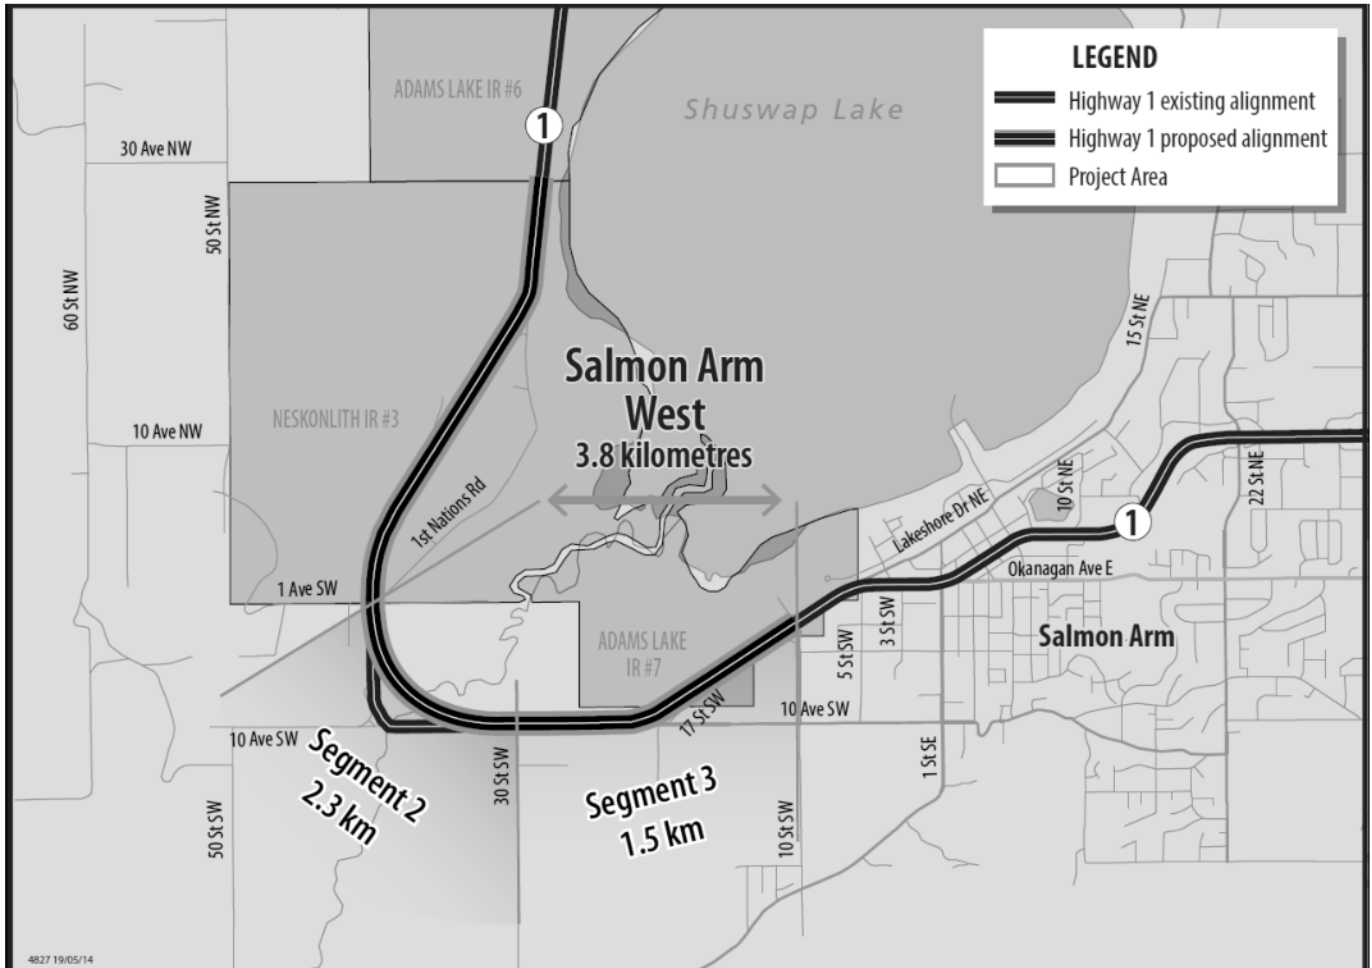 LEGEND
Highway 1 existing alignment
Highway 1 proposed alignment
Project Area
ADAMS LAKE IR #6
Shuswap Lake
1
30 Ave NW
50 St NW
60 St NW
15 St NE
Salmon Arm
West
3.8 kilometres
NESKONLITH IR #3
10 Ave NW
1st Nations Rd
10 St NE
22 St NE
Lakeshore Dr NE
1
Okanagan Ave E
1 Ave SW
ADAMS LAKE
IR #7
5 St SW
3 St SW
Salmon Arm
17 St SW
10 Ave SW
10 Ave SW
Segment 2
2.3 km
30 St SW
Segment 3
1.5 km
1 St SE
50 St SW
10 St SW
4827 19/05/14